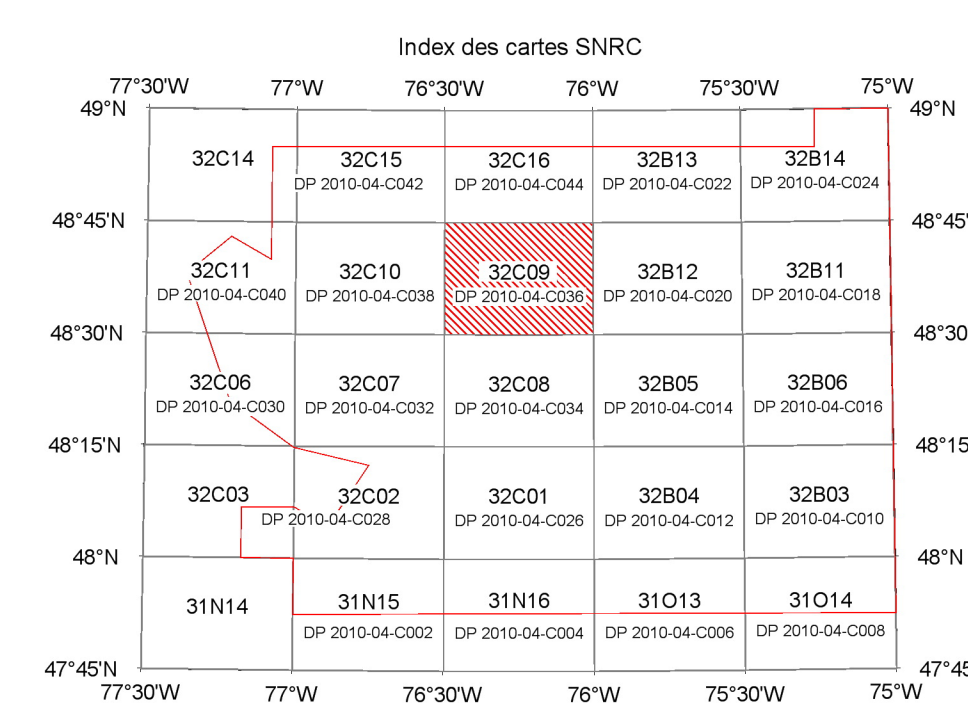 Index des cartes SNRC
77°30'W 77°W 76°30'W 76°W 75°30'W 75°W
49°N 49°N
32C14 32C15 32C16 32B13 32B14
DP 2010-04-C042 DP 2010-04-C044 DP 2010-04-C022 DP 2010-04-C024
48°45'N 48°45'
32C11 32C10 32C09 32B12 32B11
DP 2010-04-C040 DP 2010-04-C038 DP 2010-04-C036 DP 2010-04-C020 DP 2010-04-C018
48°30'N 48°30
32C06 32C07 32C08 32B05 32B06
DP 2010-04-C030 DP 2010-04-C032 DP 2010-04-C034 DP 2010-04-C014 DP 2010-04-C016
48°15'N 48°15
32C03 32C02 32C01 32B04 32B03
DP 2010-04-C028 DP 2010-04-C026 DP 2010-04-C012 DP 2010-04-C010
48°N 48°N
31N14 31N15 31N16 31O13 31O14
DP 2010-04-C002 DP 2010-04-C004 DP 2010-04-C006 DP 2010-04-C008
47°45'N 47°45
77°30'W 77°W 76°30'W 76°W 75°30'W 75°W